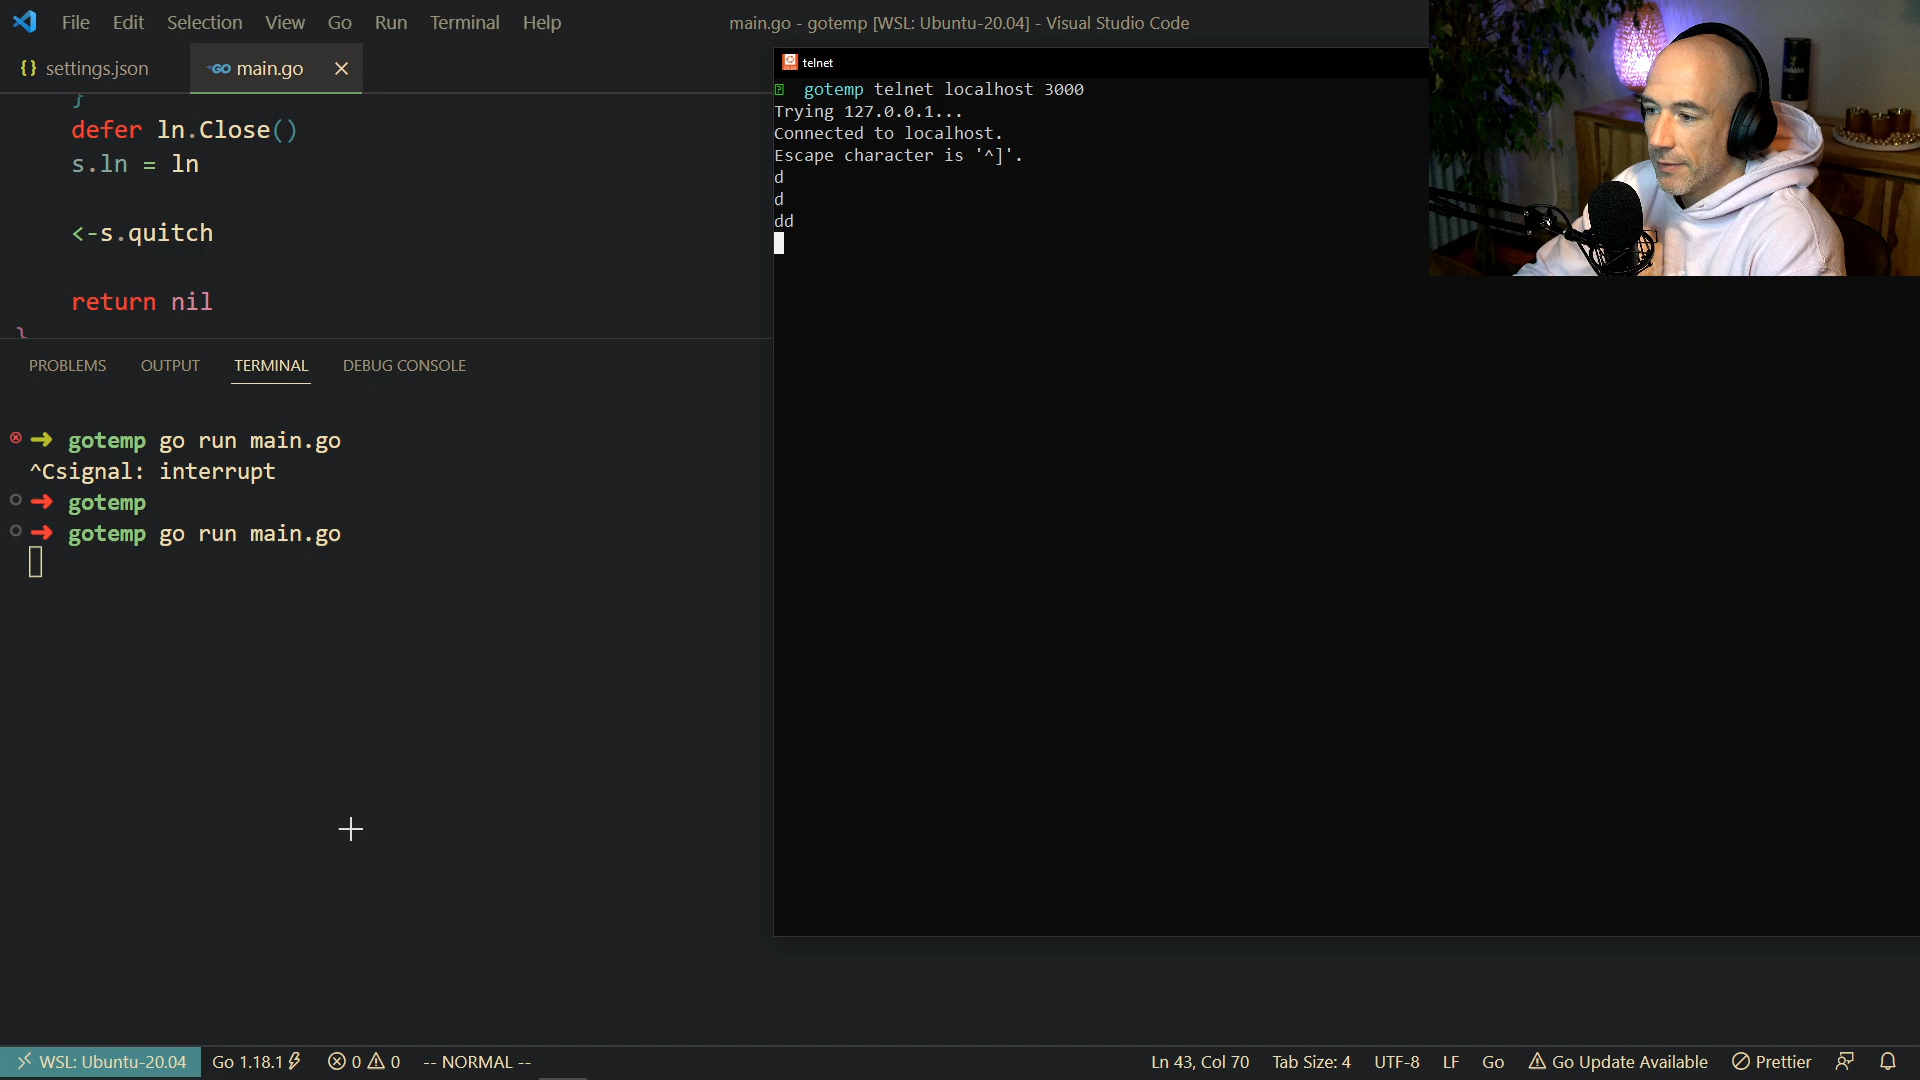 File Edit Selection View Go Run Terminal Help
main.go - gotemp [WSL: Ubuntu-20.04] - Visual Studio Code
{} settings.json
GO main.go
}
defer ln.Close()
s.ln = ln
<-s.quitch
return nil
}
PROBLEMS OUTPUT TERMINAL DEBUG CONSOLE
gotemp go run main.go
^Csignal: interrupt
gotemp
gotemp go run main.go
telnet
gotemp telnet localhost 3000
Trying 127.0.0.1...
Connected to localhost.
Escape character is '^]'.
d
d
dd
WSL: Ubuntu-20.04 Go 1.18.1 0 0 -- NORMAL -- Ln 43, Col 70 Tab Size: 4 UTF-8 LF Go Go Update Available Prettier